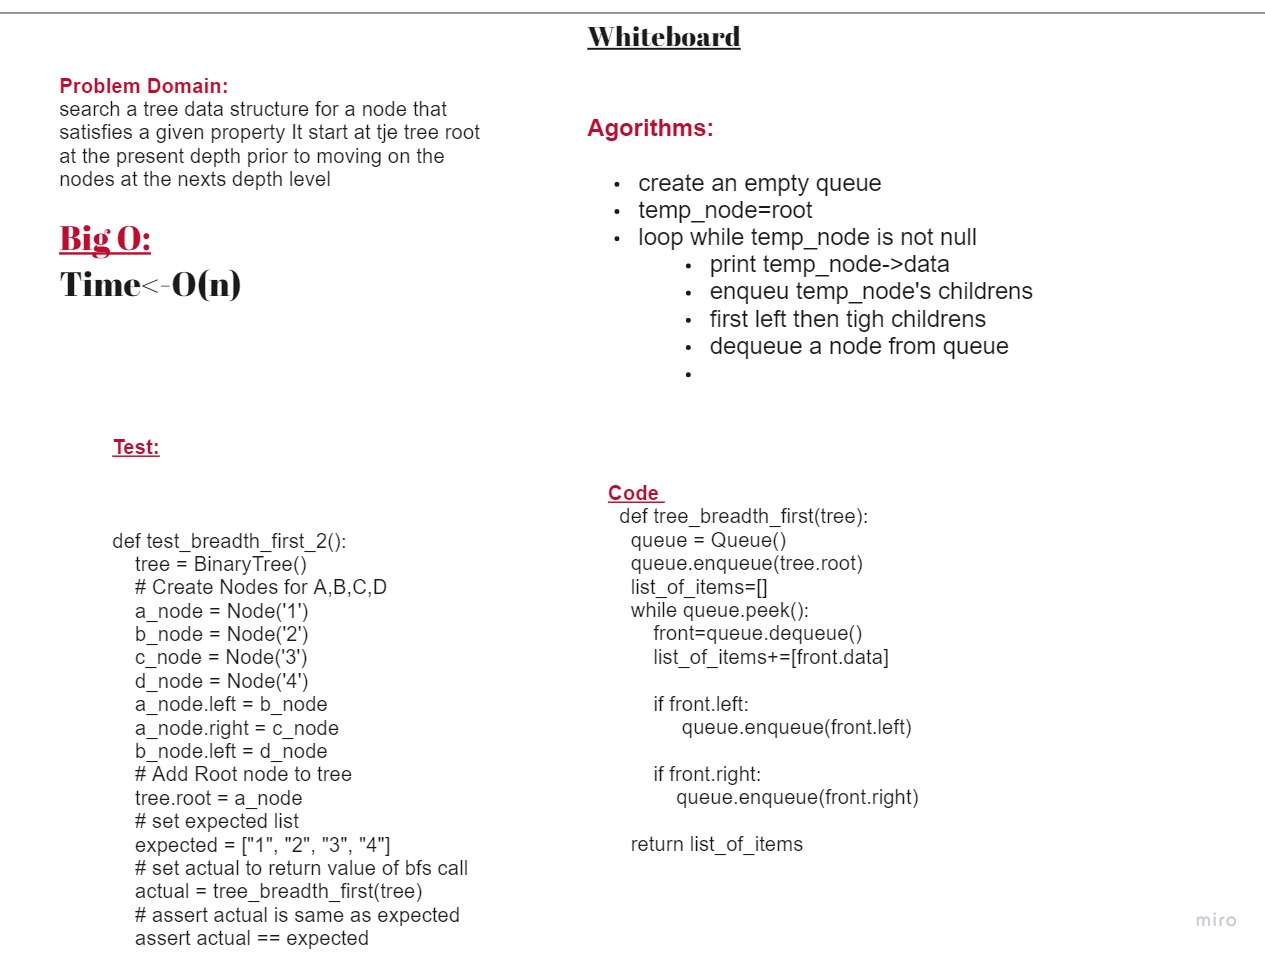 Whiteboard
Problem Domain:
search a tree data structure for a node that
satisfies a given property It start at tje tree root
at the present depth prior to moving on the
nodes at the nexts depth level
Big O:
Time<-O(n)
Agorithms:
• create an empty queue
• temp_node=root
• loop while temp_node is not null
• print temp_node->data
• enqueu temp_node's childrens
• first left then tigh childrens
• dequeue a node from queue
•
Test:
def test_breadth_first_2():
tree = BinaryTree()
# Create Nodes for A,B,C,D
a_node = Node('1')
b_node = Node('2')
c_node = Node('3')
d_node = Node('4')
a_node.left = b_node
a_node.right = c_node
b_node.left = d_node
# Add Root node to tree
tree.root = a_node
# set expected list
expected = ["1", "2", "3", "4"]
# set actual to return value of bfs call
actual = tree_breadth_first(tree)
# assert actual is same as expected
assert actual == expected
Code
def tree_breadth_first(tree):
queue = Queue()
queue.enqueue(tree.root)
list_of_items=[]
while queue.peek():
front=queue.dequeue()
list_of_items+=[front.data]
if front.left:
queue.enqueue(front.left)
if front.right:
queue.enqueue(front.right)
return list_of_items
miro